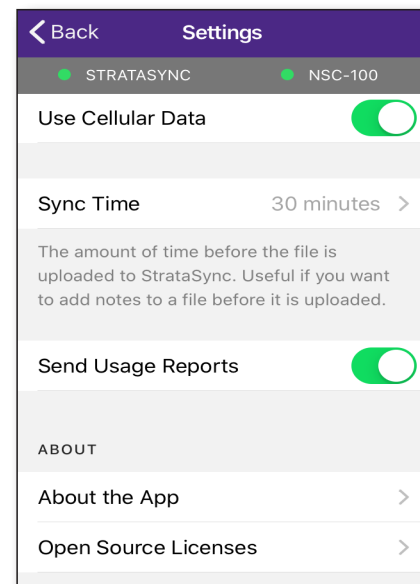 Back Settings
STRATASYNC NSC-100
Use Cellular Data
Sync Time 30 minutes
The amount of time before the file is
uploaded to StrataSync. Useful if you want
to add notes to a file before it is uploaded.
Send Usage Reports
ABOUT
About the App
Open Source Licenses